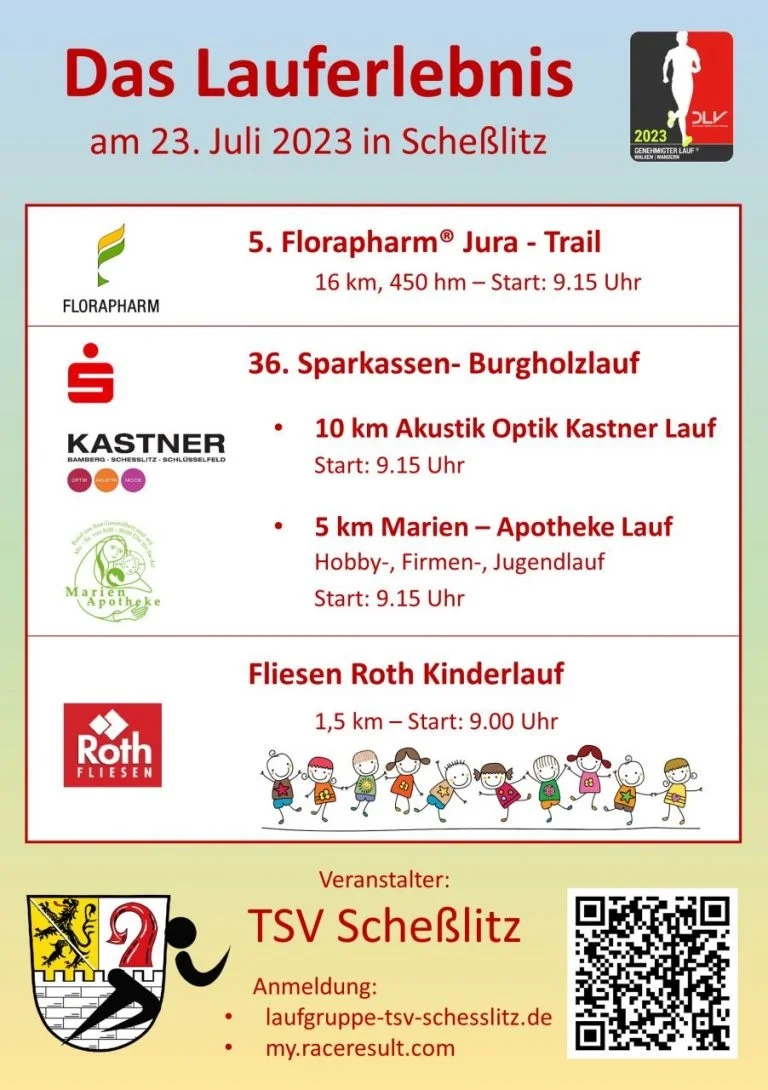 Das Lauferlebnis
am 23. Juli 2023 in Scheßlitz
DLV
2023
GENEHMIGTER LAUF ®
WALKEN | WANDERN
FLORAPHARM
5. Florapharm® Jura - Trail
16 km, 450 hm – Start: 9.15 Uhr
36. Sparkassen- Burgholzlauf
KASTNER
BAMBERG - SCHESSLITZ - SCHLÜSSELFELD
OPTIK
AKUSTIK
MODE
• 10 km Akustik Optik Kastner Lauf
Start: 9.15 Uhr
Marien
Apotheke
• 5 km Marien – Apotheke Lauf
Hobby-, Firmen-, Jugendlauf
Start: 9.15 Uhr
Roth
FLIESEN
Fliesen Roth Kinderlauf
1,5 km – Start: 9.00 Uhr
Veranstalter:
TSV Scheßlitz
Anmeldung:
• laufgruppe-tsv-schesslitz.de
• my.raceresult.com